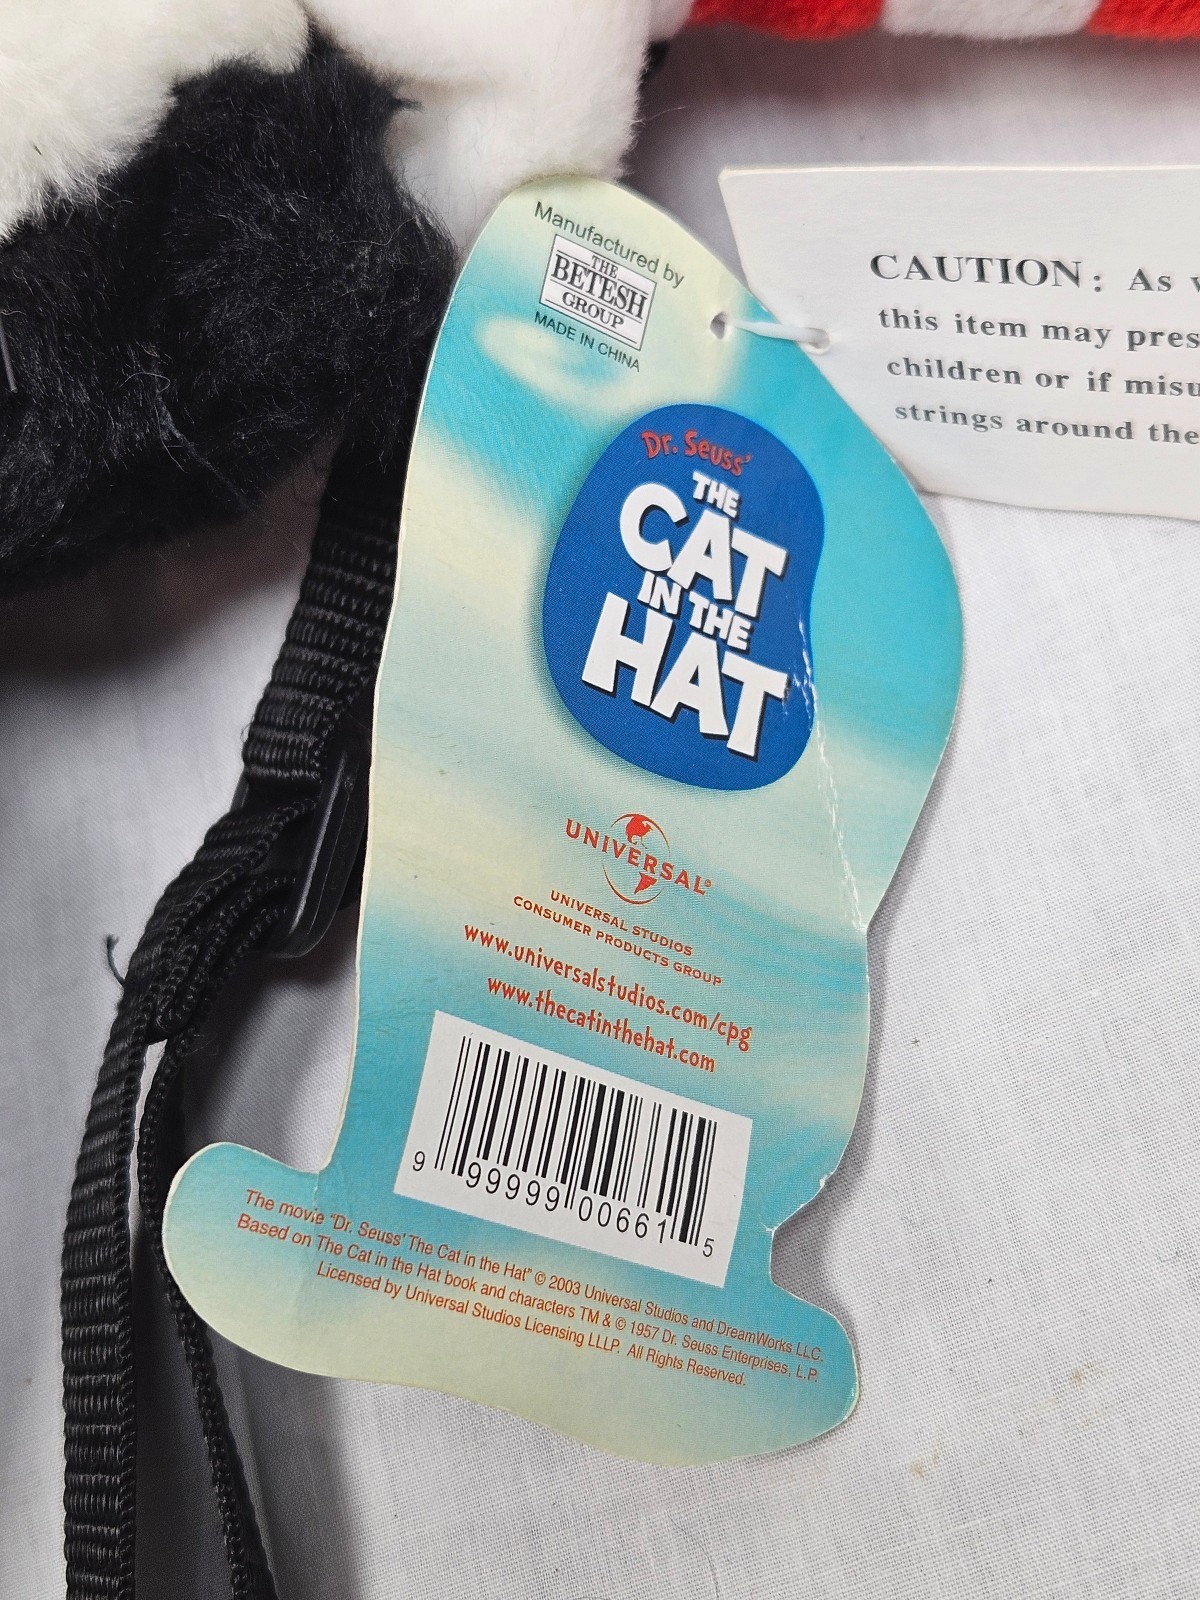 Manufactured by
THE
BETESH
GROUP
MADE IN CHINA
CAUTION: As
this item may
children or if
strings around the
Dr. Seuss'
THE
CAT
IN THE
HAT
UNIVERSAL®
UNIVERSAL STUDIOS
CONSUMER PRODUCTS GROUP
www.universalstudios.com/cpg
www.thecatinthehat.com
9 99999 00661 5
The movie "Dr. Seuss' The Cat in the Hat" © 2003 Universal Studios and DreamWorks LLC.
Based on The Cat in the Hat book and characters TM & © 1957 Dr. Seuss Enterprises, L.P.
Licensed by Universal Studios Licensing LLLP. All Rights Reserved.